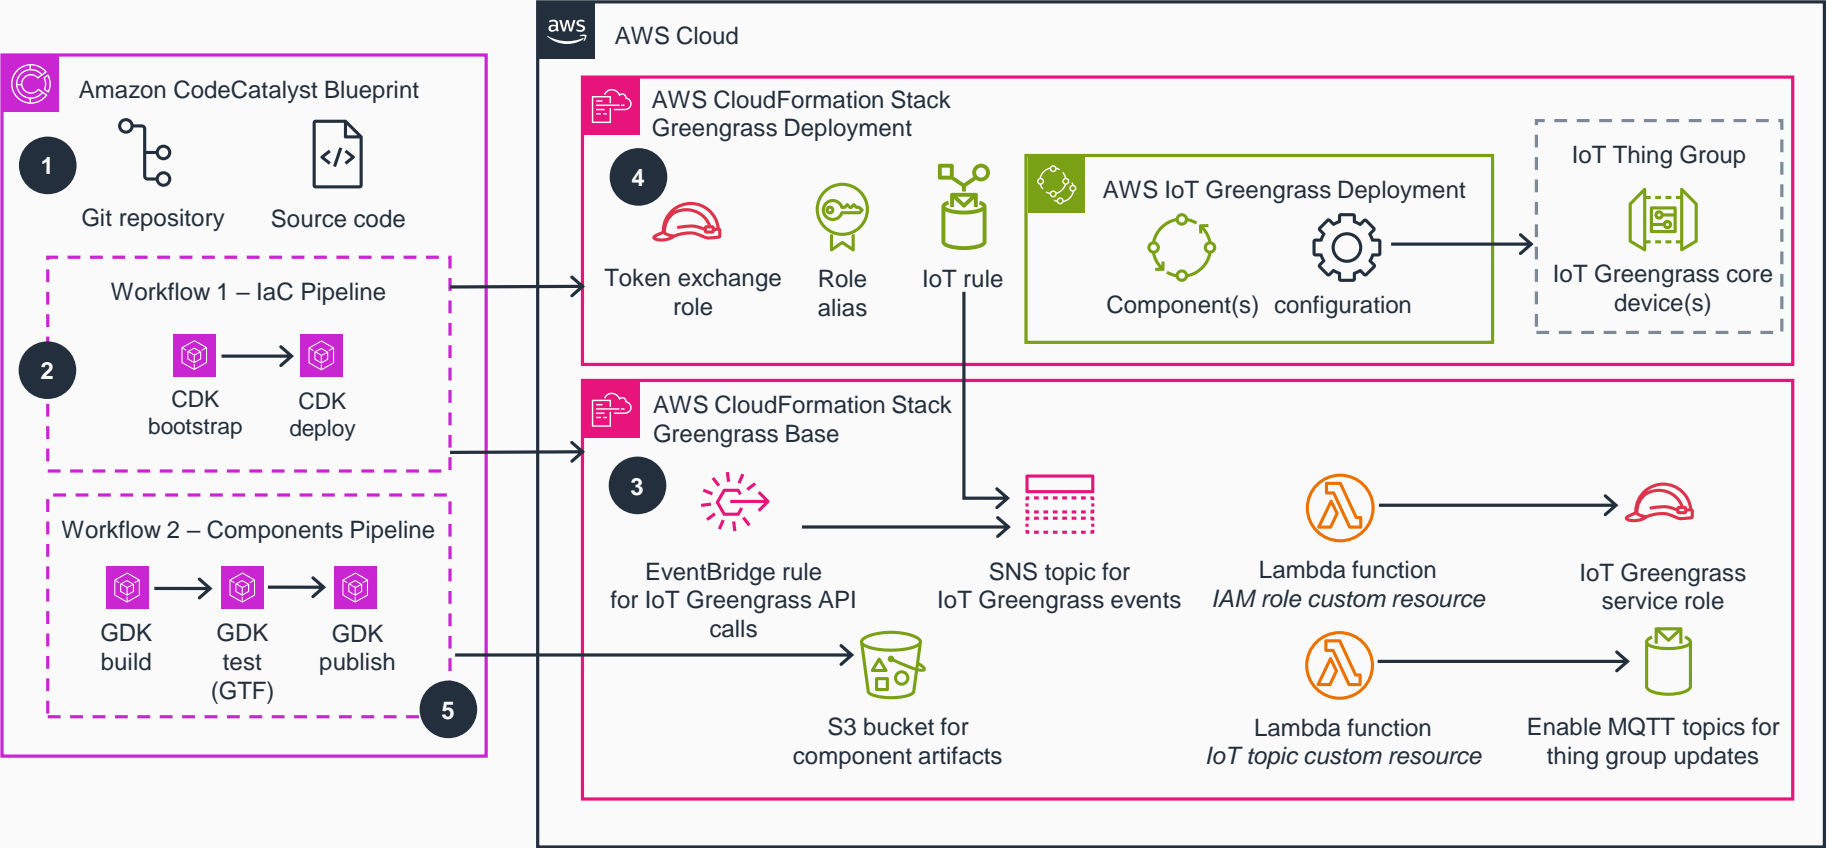 Amazon CodeCatalyst Blueprint
1
Git repository
Source code
</>
Workflow 1 – IaC Pipeline
2
CDK
bootstrap
CDK
deploy
Workflow 2 – Components Pipeline
GDK
build
GDK
test
(GTF)
GDK
publish
5
aws
AWS Cloud
AWS CloudFormation Stack
Greengrass Deployment
4
Token exchange
role
Role
alias
IoT rule
AWS IoT Greengrass Deployment
Component(s)
configuration
IoT Thing Group
IoT Greengrass core
device(s)
AWS CloudFormation Stack
Greengrass Base
3
EventBridge rule
for IoT Greengrass API
calls
SNS topic for
IoT Greengrass events
Lambda function
IAM role custom resource
IoT Greengrass
service role
S3 bucket for
component artifacts
Lambda function
IoT topic custom resource
Enable MQTT topics for
thing group updates